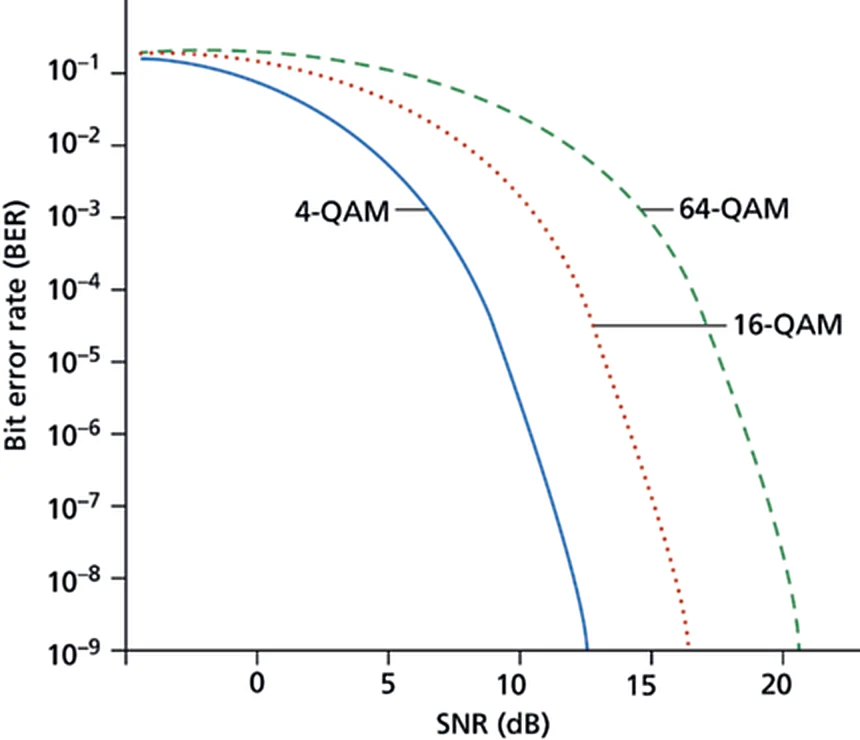 Bit error rate (BER)
10⁻¹
10⁻²
10⁻³
10⁻⁴
10⁻⁵
10⁻⁶
10⁻⁷
10⁻⁸
10⁻⁹
4-QAM
64-QAM
16-QAM
0 5 10 15 20
SNR (dB)